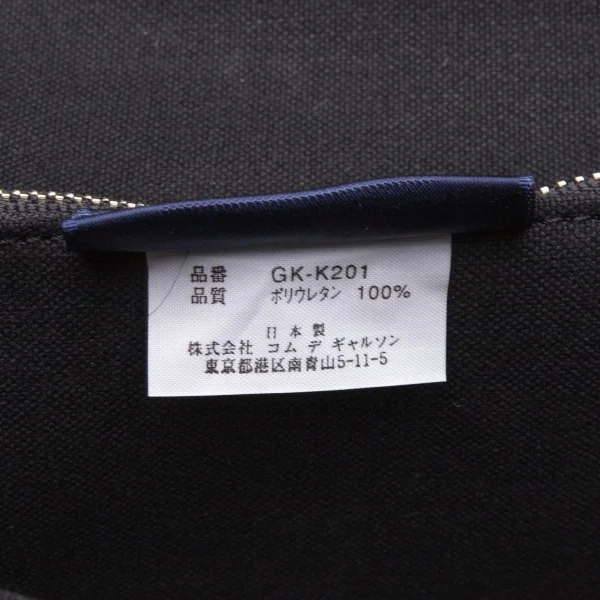 品番 GK-K201
品質 ポリウレタン 100%
日本製
株式会社 コム デ ギャルソン
東京都港区南青山5-11-5